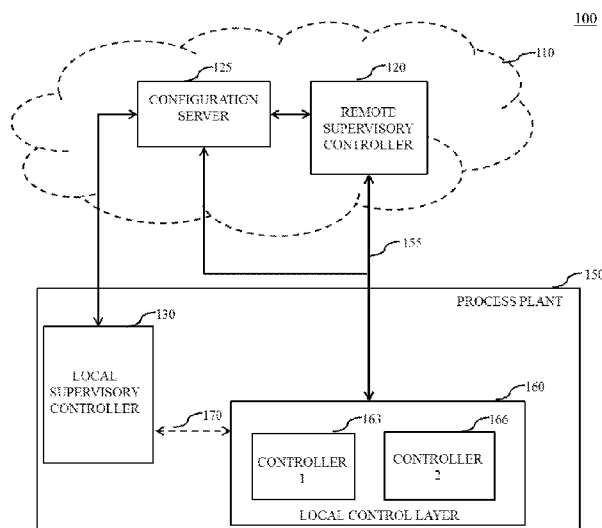 100
125
120
110
CONFIGURATION
SERVER
REMOTE
SUPERVISORY
CONTROLLER
155
150
PROCESS PLANT
130
LOCAL
SUPERVISORY
CONTROLLER
160
170
163
166
CONTROLLER
1
CONTROLLER
2
LOCAL CONTROL LAYER